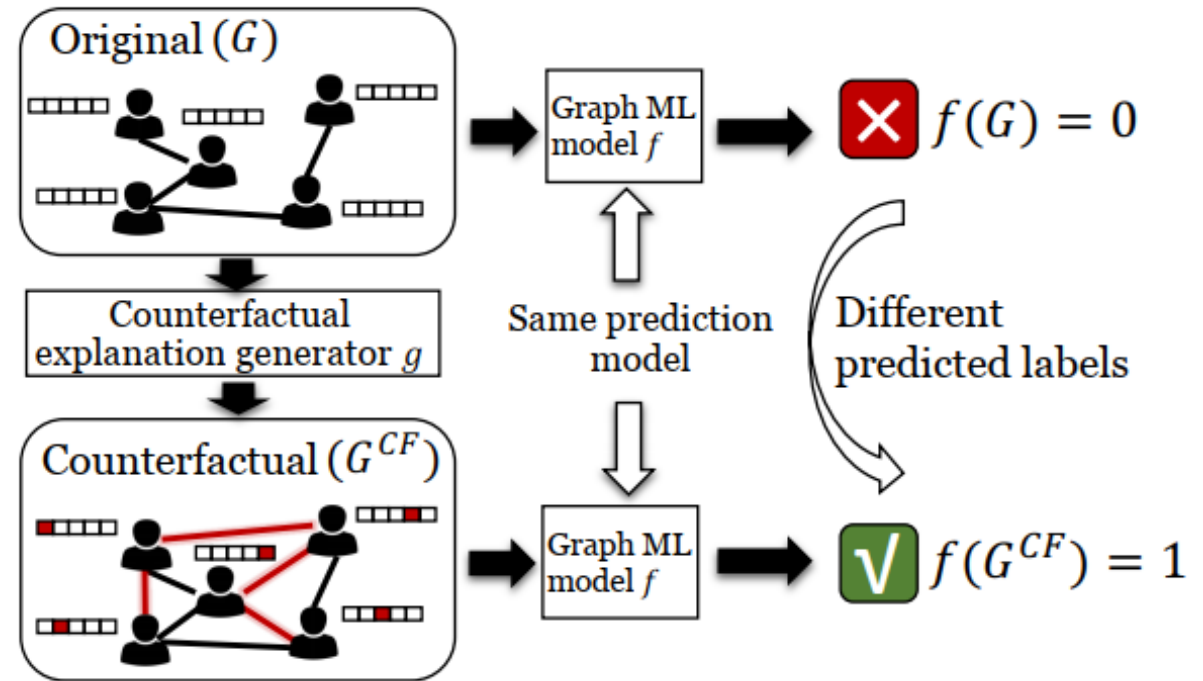 Original (G)
Graph ML
model f
f(G) = 0
Counterfactual
explanation generator g
Same prediction
model
Different
predicted labels
Counterfactual (G^{CF})
Graph ML
model f
√ f(G^{CF}) = 1